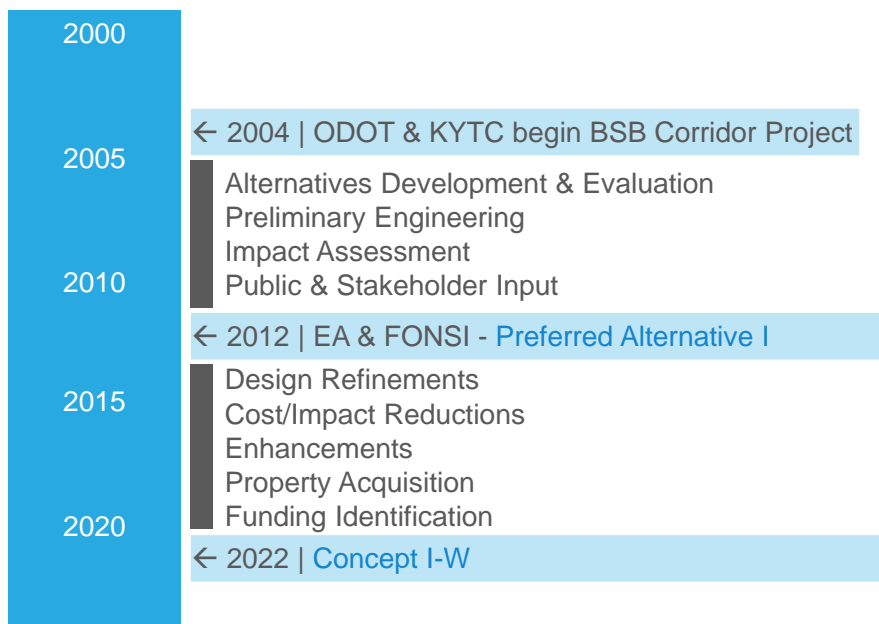 2000
← 2004 | ODOT & KYTC begin BSB Corridor Project
2005
Alternatives Development & Evaluation
Preliminary Engineering
Impact Assessment
2010
Public & Stakeholder Input
← 2012 | EA & FONSI - Preferred Alternative I
Design Refinements
2015
Cost/Impact Reductions
Enhancements
Property Acquisition
2020
Funding Identification
← 2022 | Concept I-W